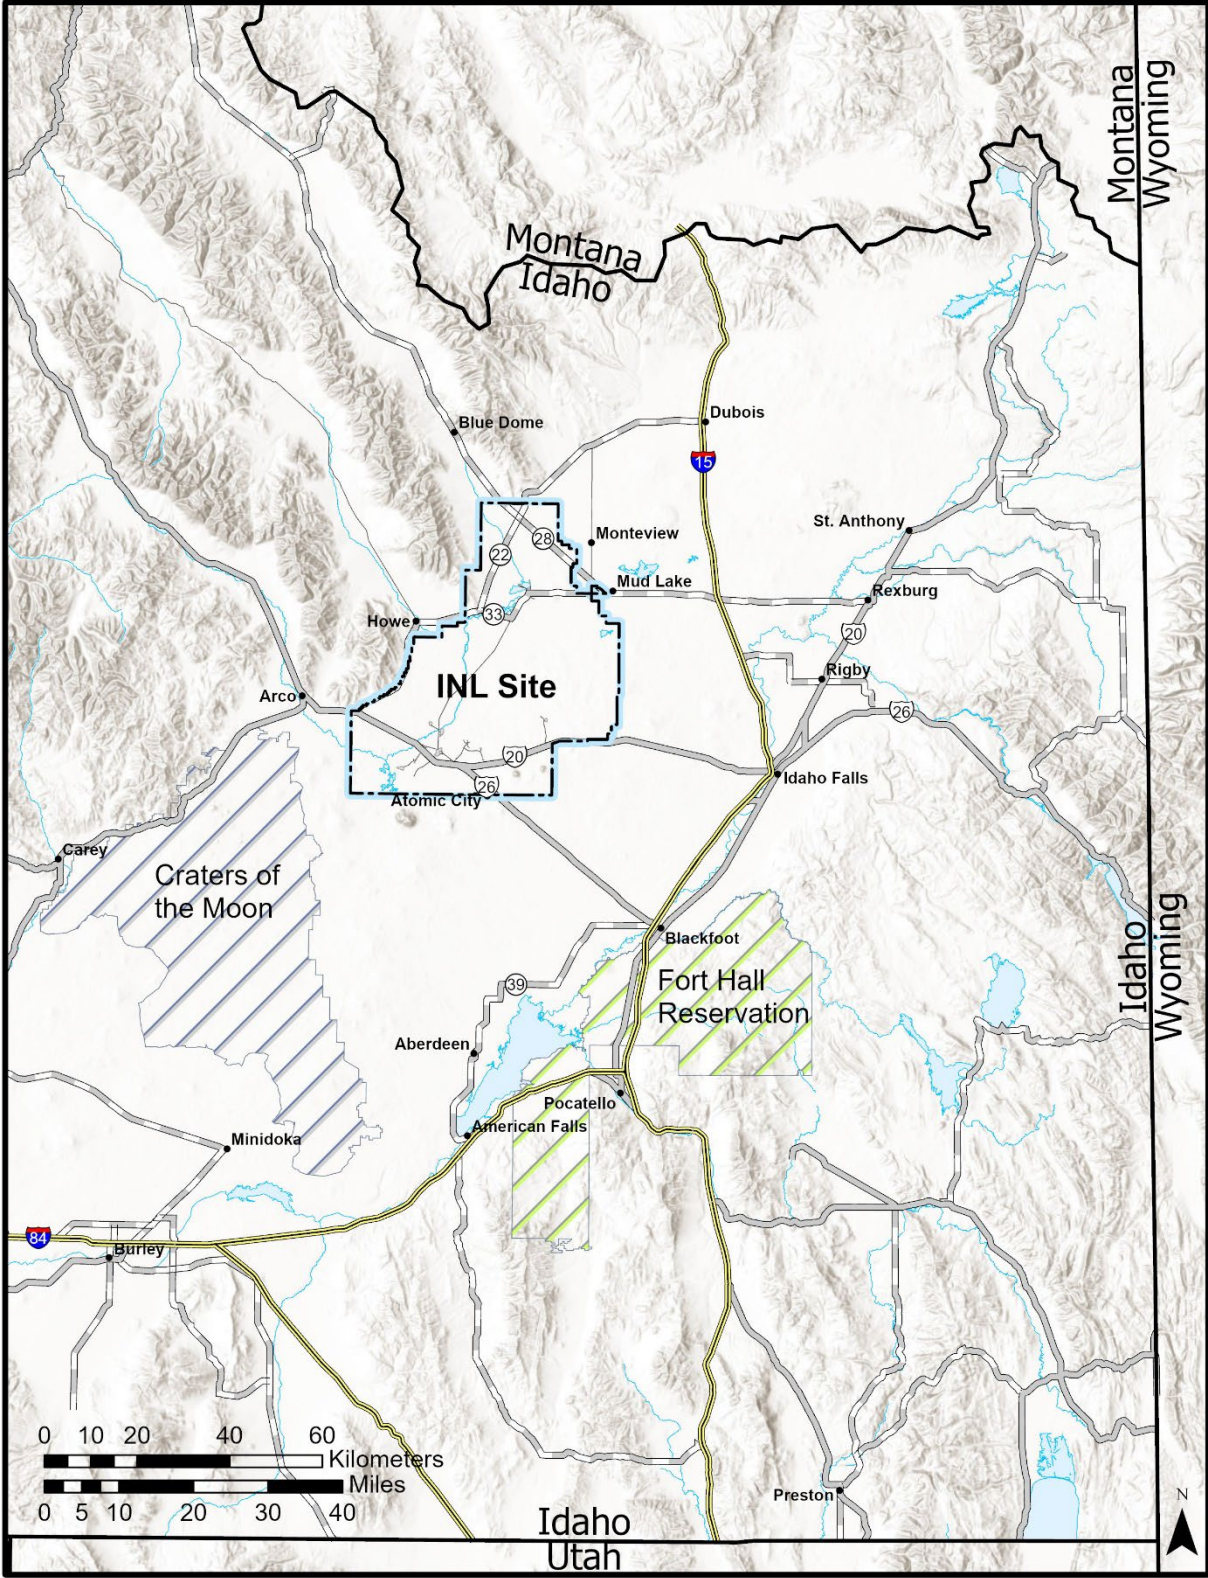 Montana
Wyoming
Montana
Idaho
Blue Dome
Dubois
15
St. Anthony
28
Monteview
22
Mud Lake
Rexburg
33
Howe
20
Rigby
INL Site
Arco
26
20
Idaho Falls
26
Atomic City
Carey
Craters of
the Moon
Idaho
Wyoming
Blackfoot
39
Fort Hall
Reservation
Aberdeen
Pocatello
American Falls
Minidoka
84
Burley
0 10 20 40 60
Kilometers
Miles
0 5 10 20 30 40
Preston
N
Idaho
Utah